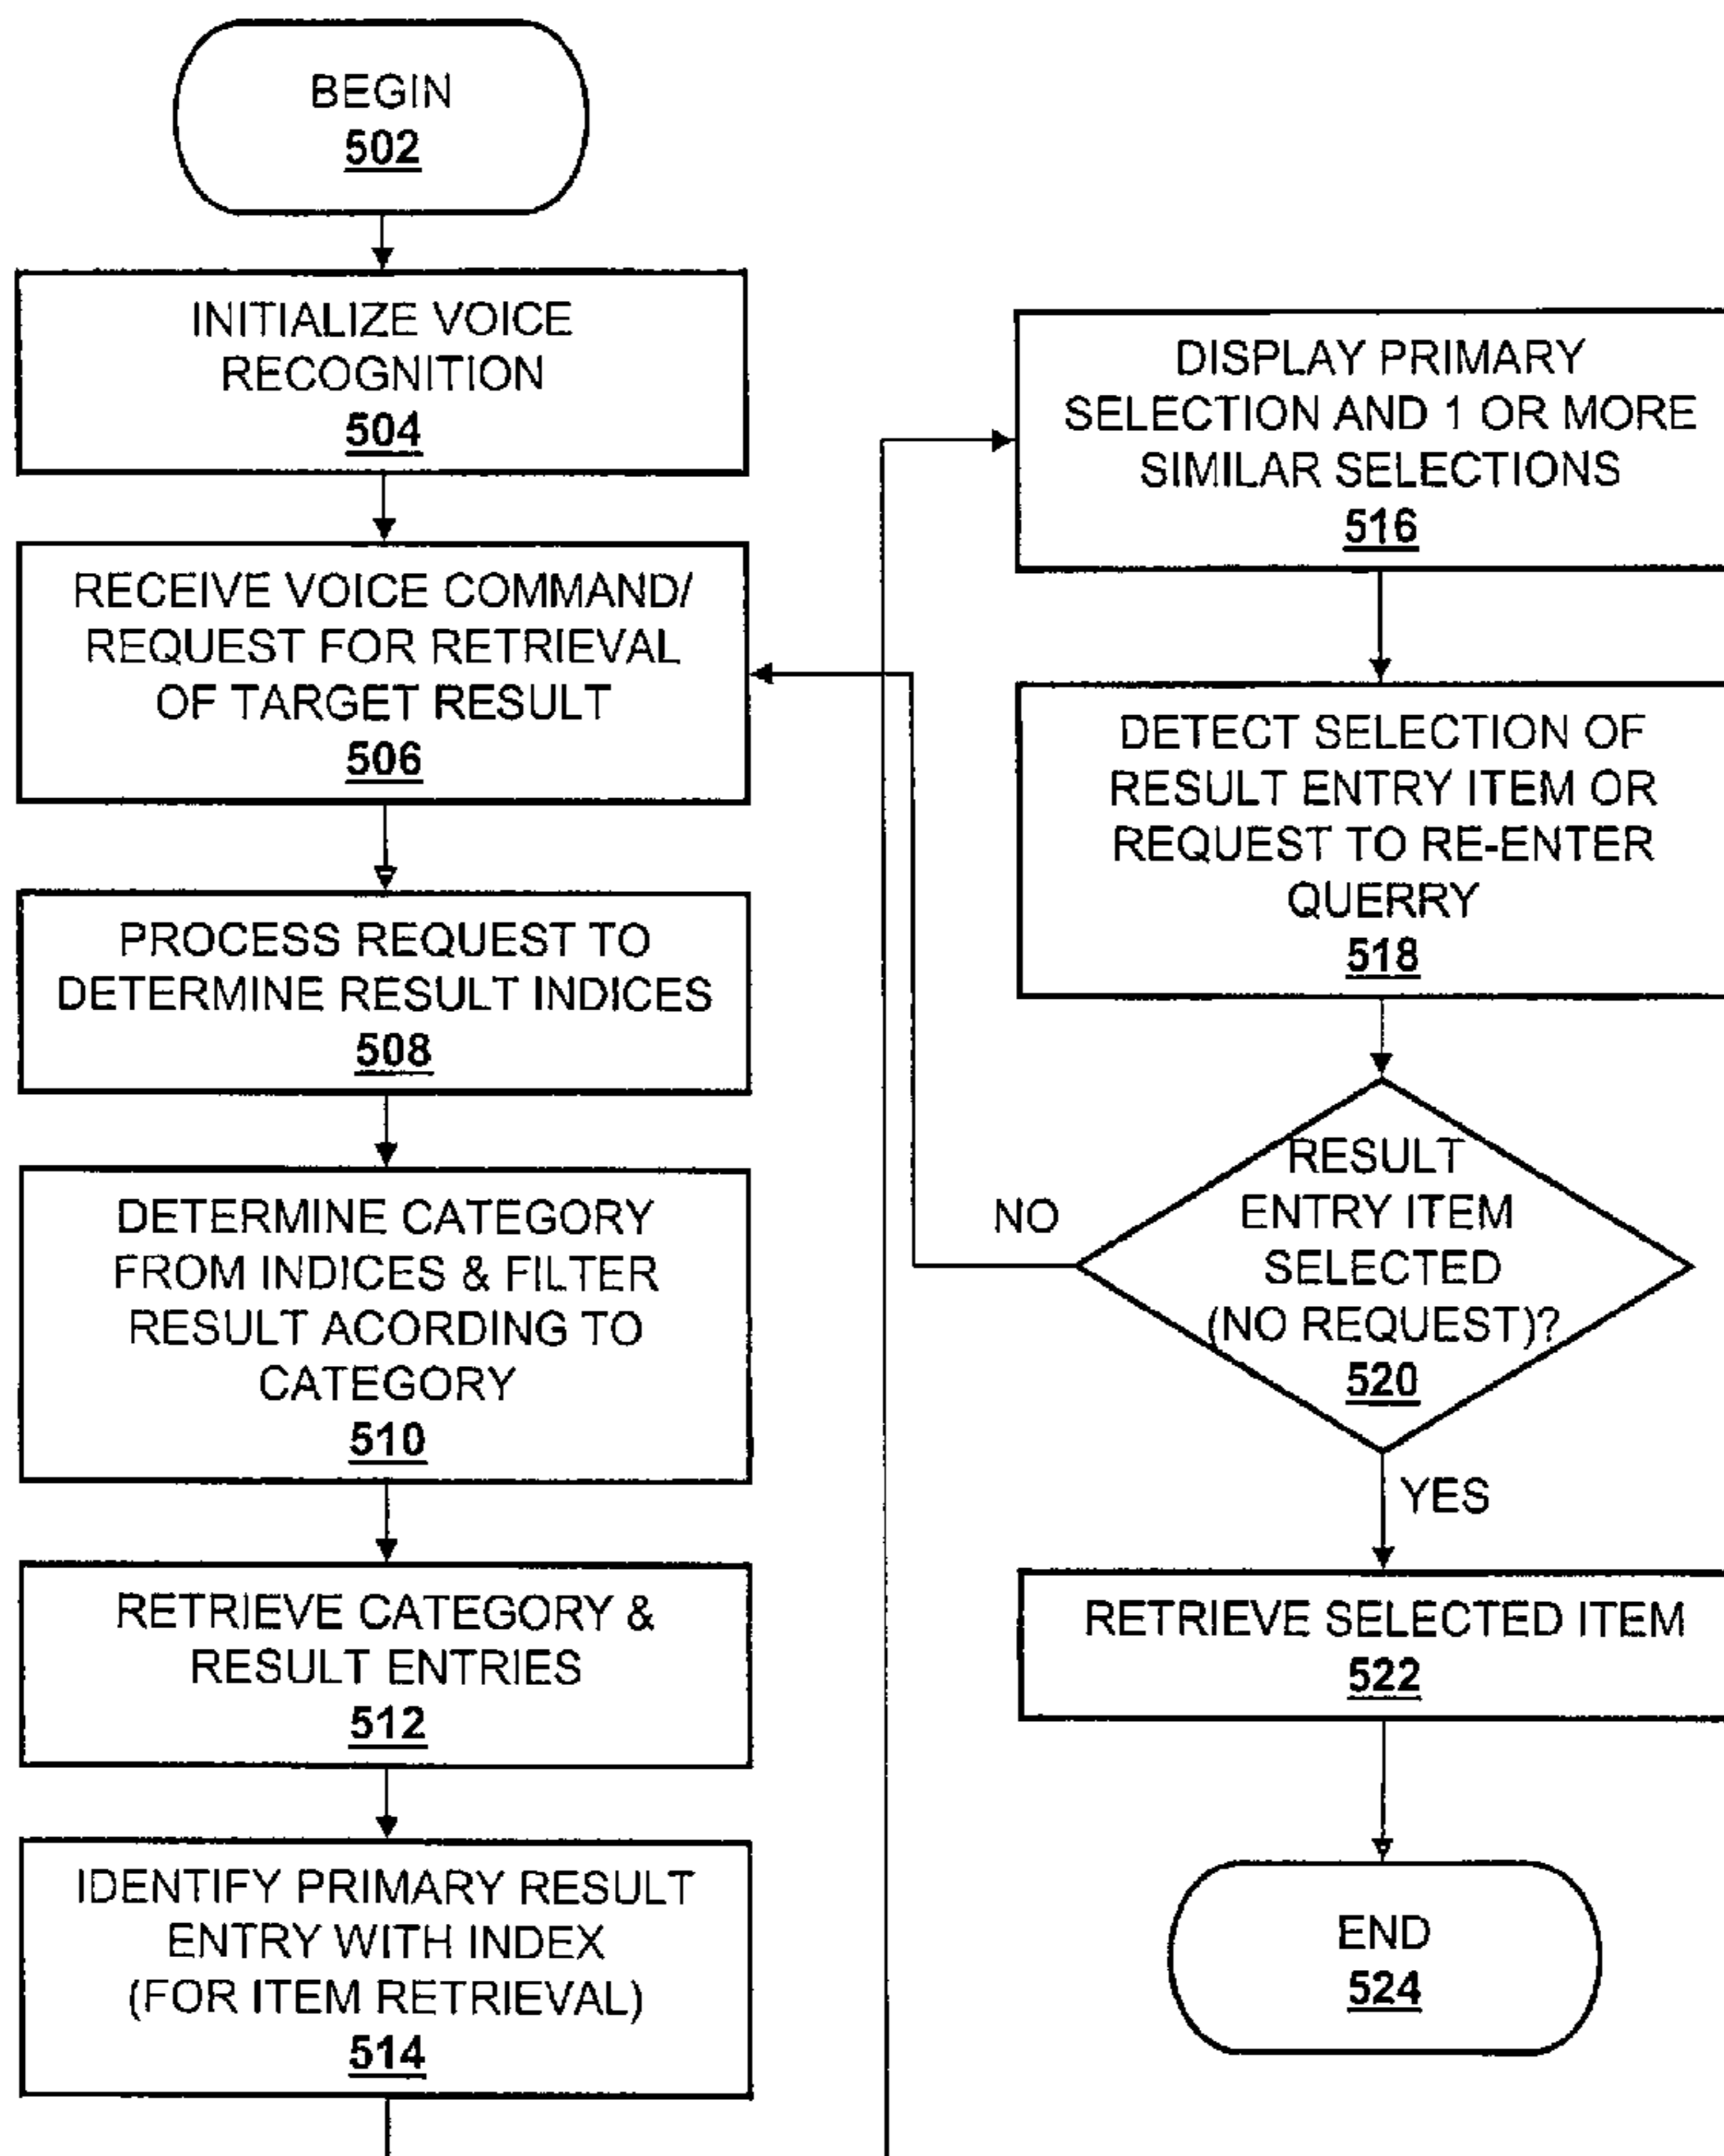 BEGIN
502
INITIALIZE VOICE
RECOGNITION
504
RECEIVE VOICE COMMAND/
REQUEST FOR RETRIEVAL
OF TARGET RESULT
506
PROCESS REQUEST TO
DETERMINE RESULT INDICES
508
DETERMINE CATEGORY
FROM INDICES & FILTER
RESULT ACORDING TO
CATEGORY
510
RETRIEVE CATEGORY &
RESULT ENTRIES
512
IDENTIFY PRIMARY RESULT
ENTRY WITH INDEX
(FOR ITEM RETRIEVAL)
514
DISPLAY PRIMARY
SELECTION AND 1 OR MORE
SIMILAR SELECTIONS
516
DETECT SELECTION OF
RESULT ENTRY ITEM OR
REQUEST TO RE-ENTER
QUERRY
518
RESULT
ENTRY ITEM
SELECTED
(NO REQUEST)?
520
NO
YES
RETRIEVE SELECTED ITEM
522
END
524